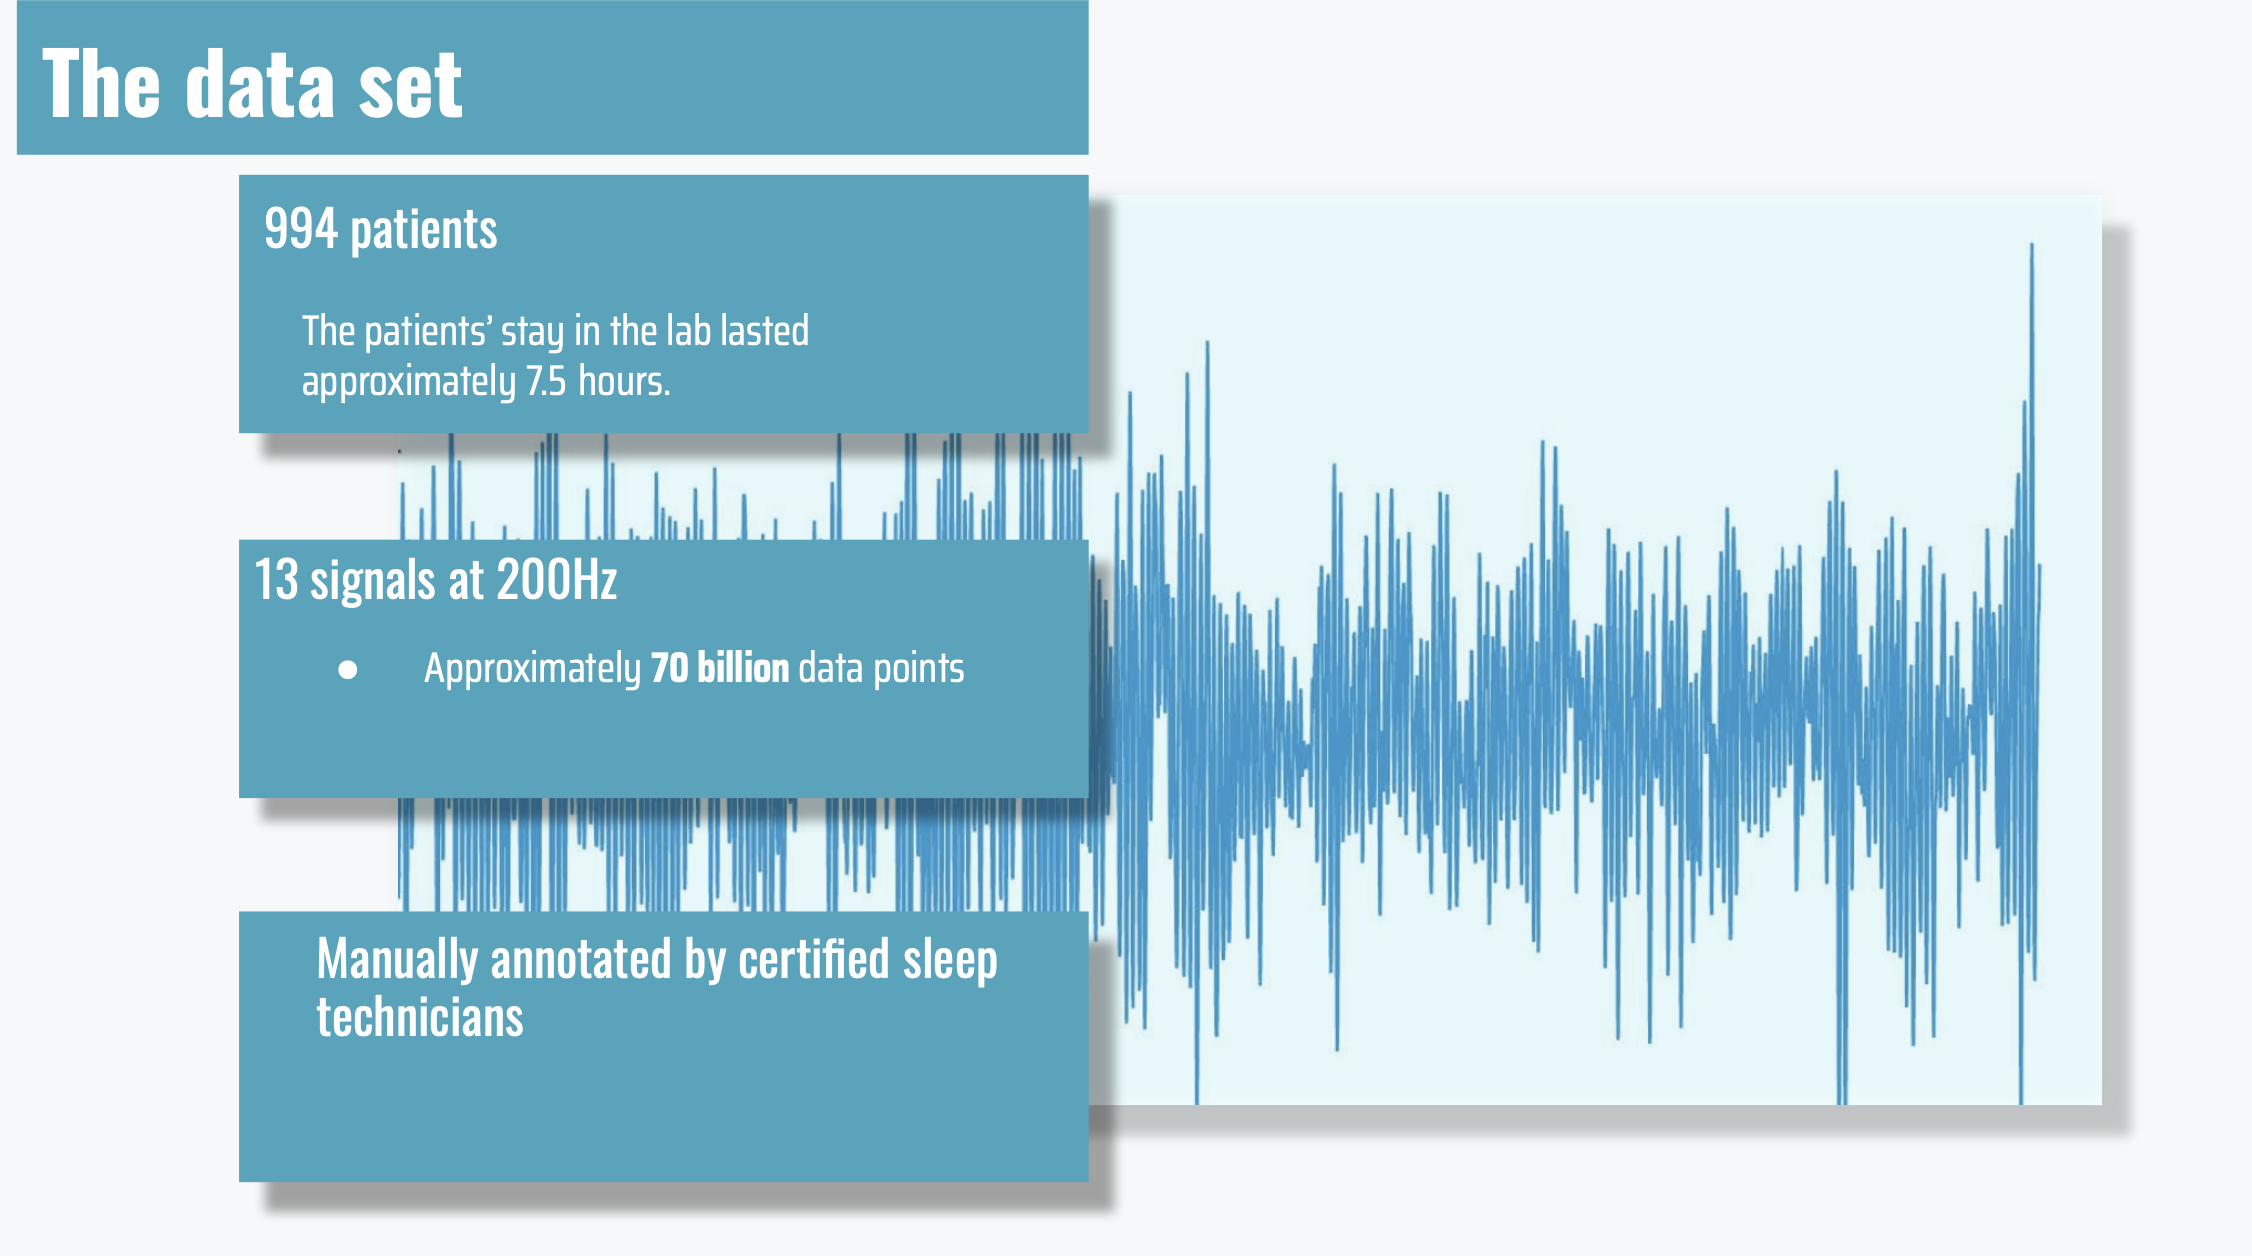 The data set
994 patients
The patients’ stay in the lab lasted
approximately 7.5 hours.
13 signals at 200Hz
● Approximately 70 billion data points
Manually annotated by certified sleep
technicians